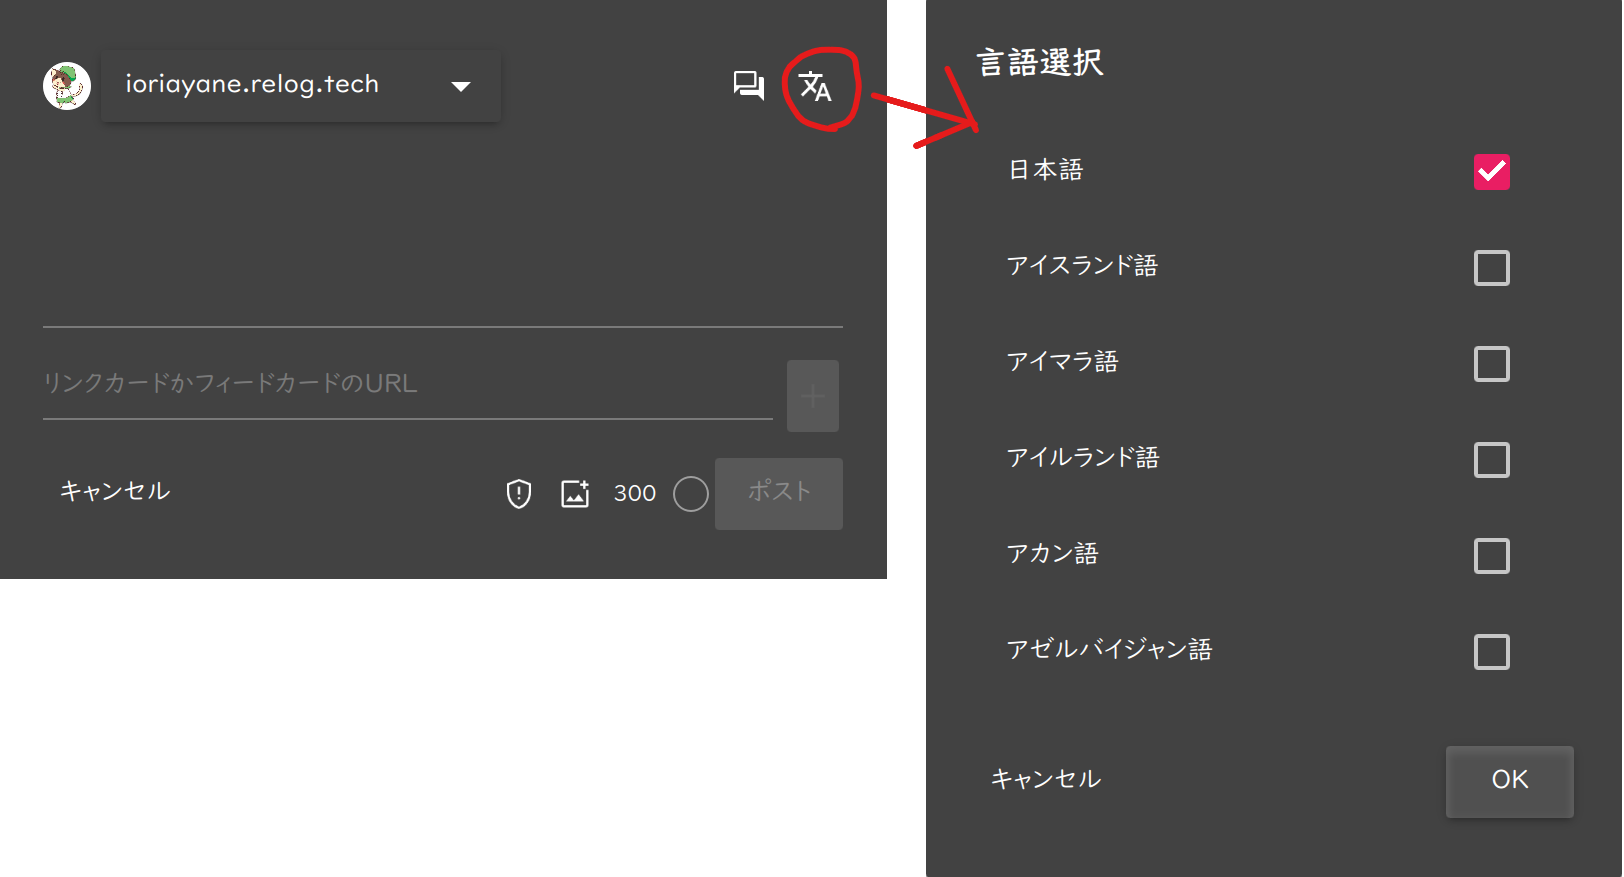 ioriayane.relog.tech
リンクカードかフィードカードのURL
キャンセル
300
ポスト
言語選択
日本語
アイスランド語
アイマラ語
アイルランド語
アカン語
アゼルバイジャン語
キャンセル
OK